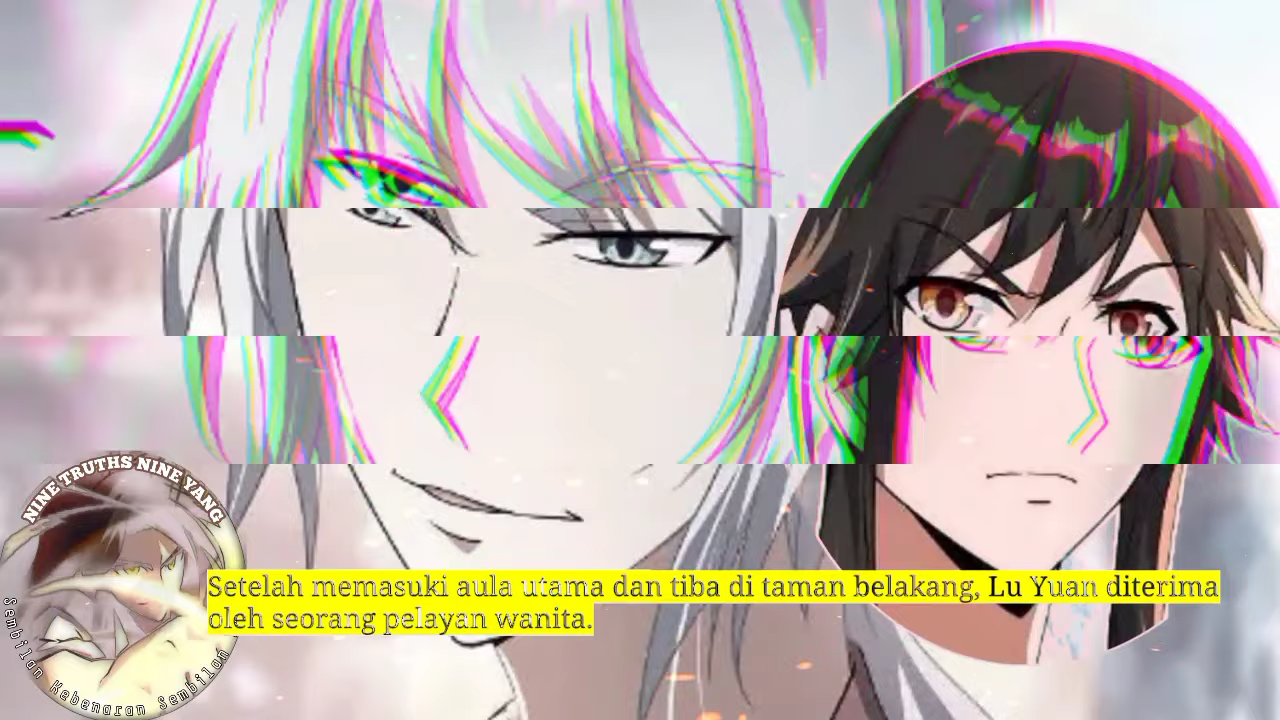 NINE TRUTHS NINE YANG
Setelah memasuki aula utama dan tiba di taman belakang, Lu Yuan diterima
oleh seorang pelayan wanita.
Sembilan Kebenaran Sembilan